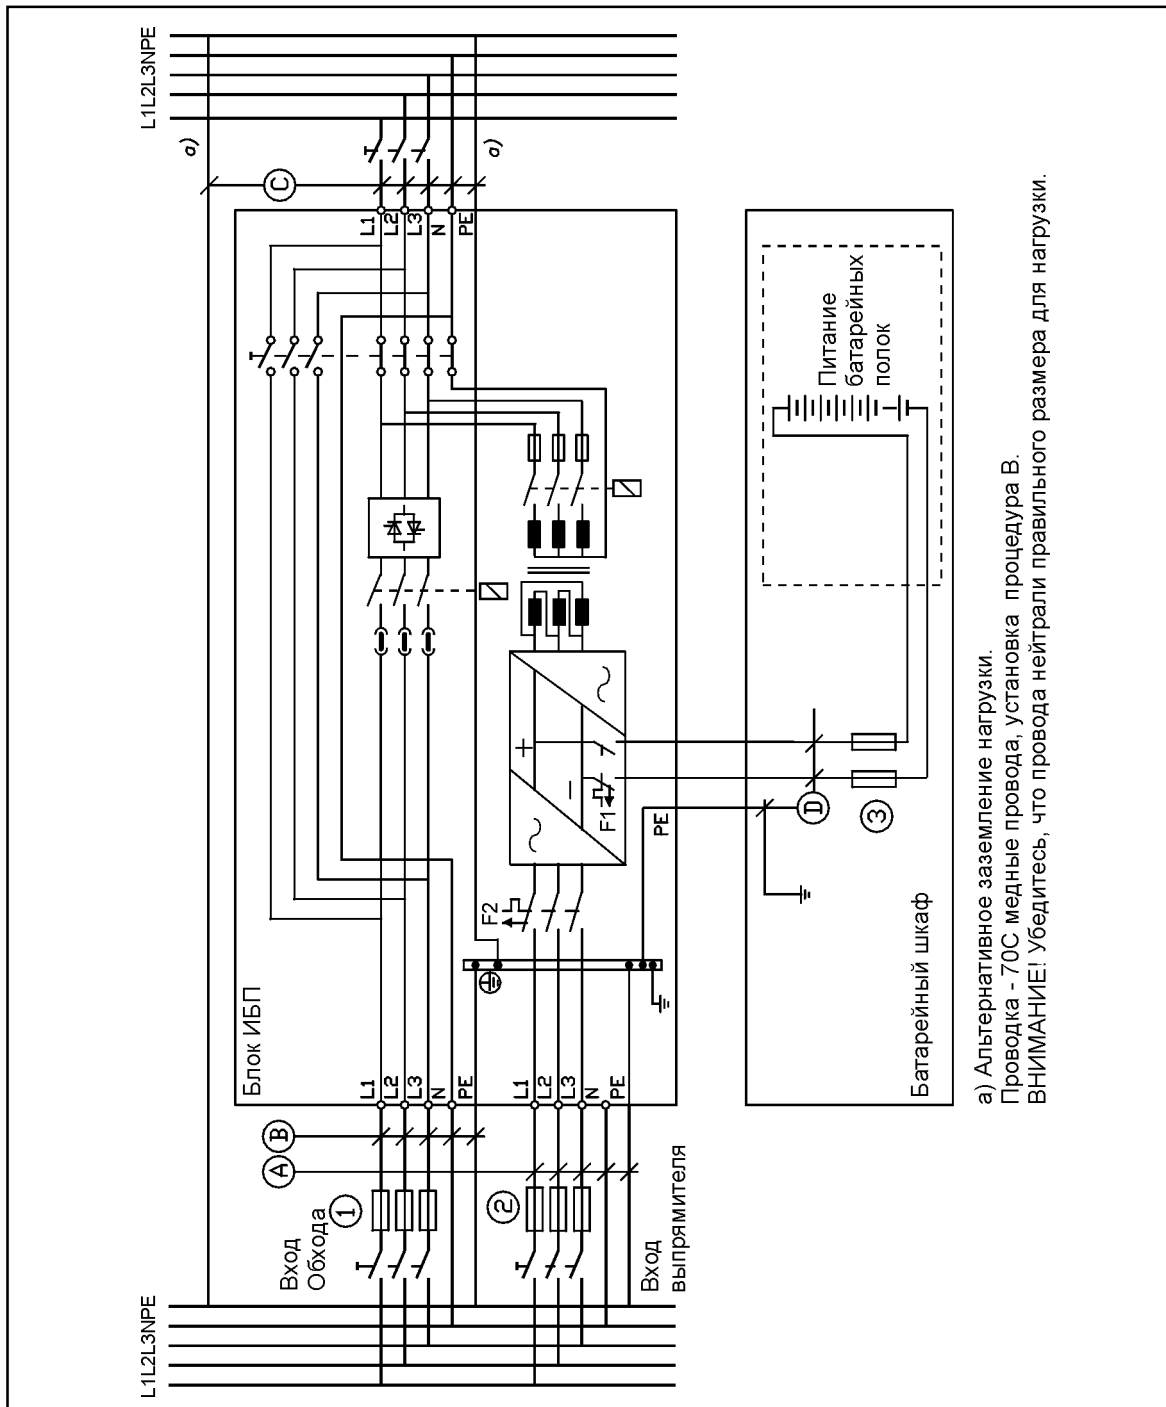 L1L2L3NPE
Вход
Обхода
1
2
Вход
выпрямителя
A
B
Блок ИБП
L1
L2
L3
N
PE
L1
L2
L3
N
PE
F2
F1
PE
L1
L2
L3
N
PE
C
а)
а)
L1L2L3NPE
Батарейный шкаф
D
3
Питание
батарейных
полок
а) Альтернативное заземление нагрузки.
Проводка - 70C медные провода, установка процедура B.
ВНИМАНИЕ! Убедитесь, что провода нейтрали правильного размера для нагрузки.